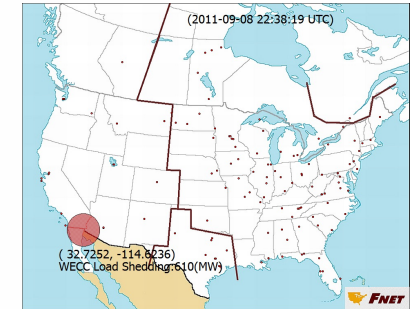 (2011-09-08 22:38:19 UTC)
( 32.7252, -114.6236)
WECC Load Shedding:610(MW)
FNET